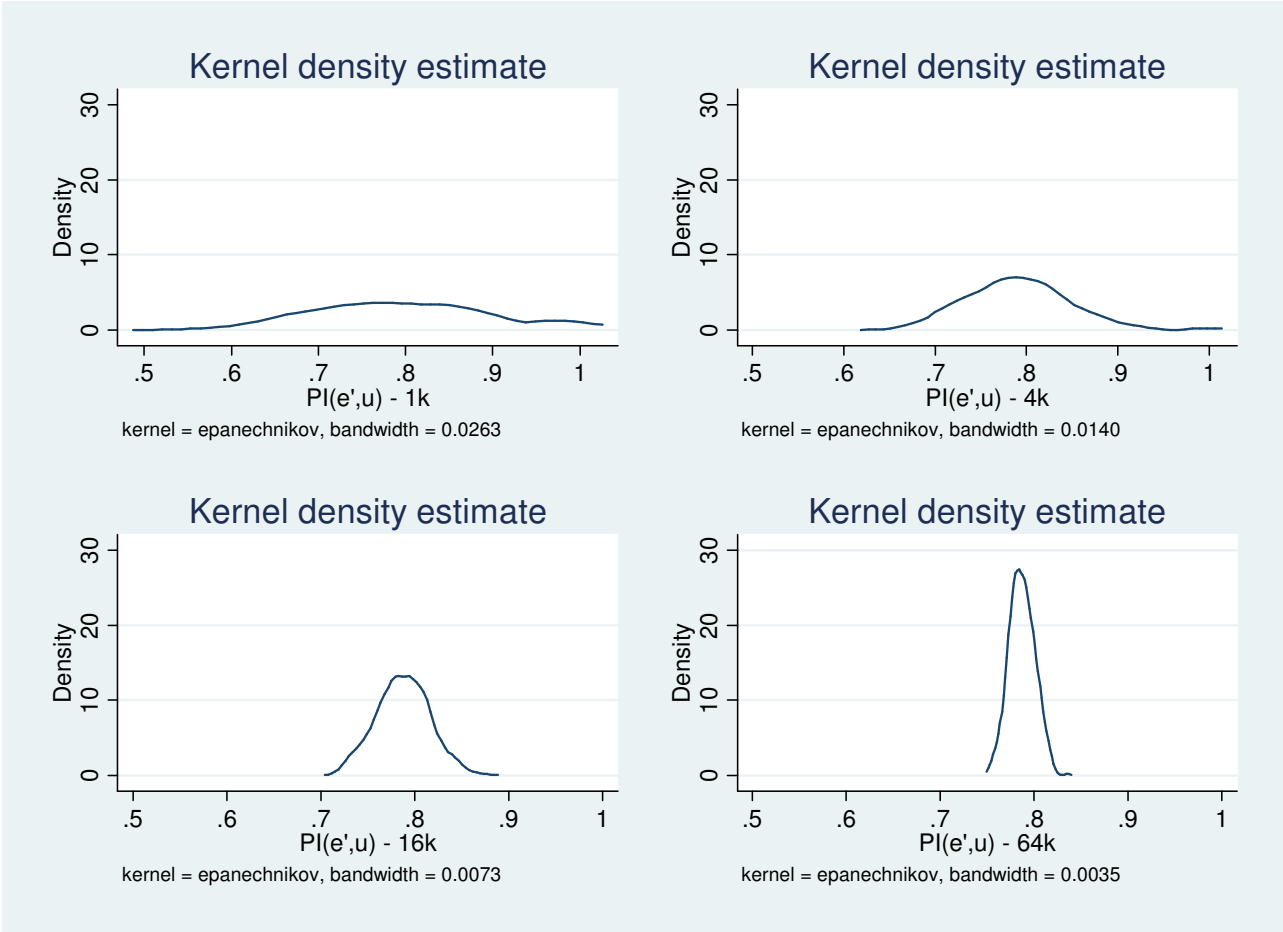 Kernel density estimate
Density
30
20
10
0
.5 .6 .7 .8 .9 1
PI(e',u) - 1k
kernel = epanechnikov, bandwidth = 0.0263
Kernel density estimate
Density
30
20
10
0
.5 .6 .7 .8 .9 1
PI(e',u) - 4k
kernel = epanechnikov, bandwidth = 0.0140
Kernel density estimate
Density
30
20
10
0
.5 .6 .7 .8 .9 1
PI(e',u) - 16k
kernel = epanechnikov, bandwidth = 0.0073
Kernel density estimate
Density
30
20
10
0
.5 .6 .7 .8 .9 1
PI(e',u) - 64k
kernel = epanechnikov, bandwidth = 0.0035